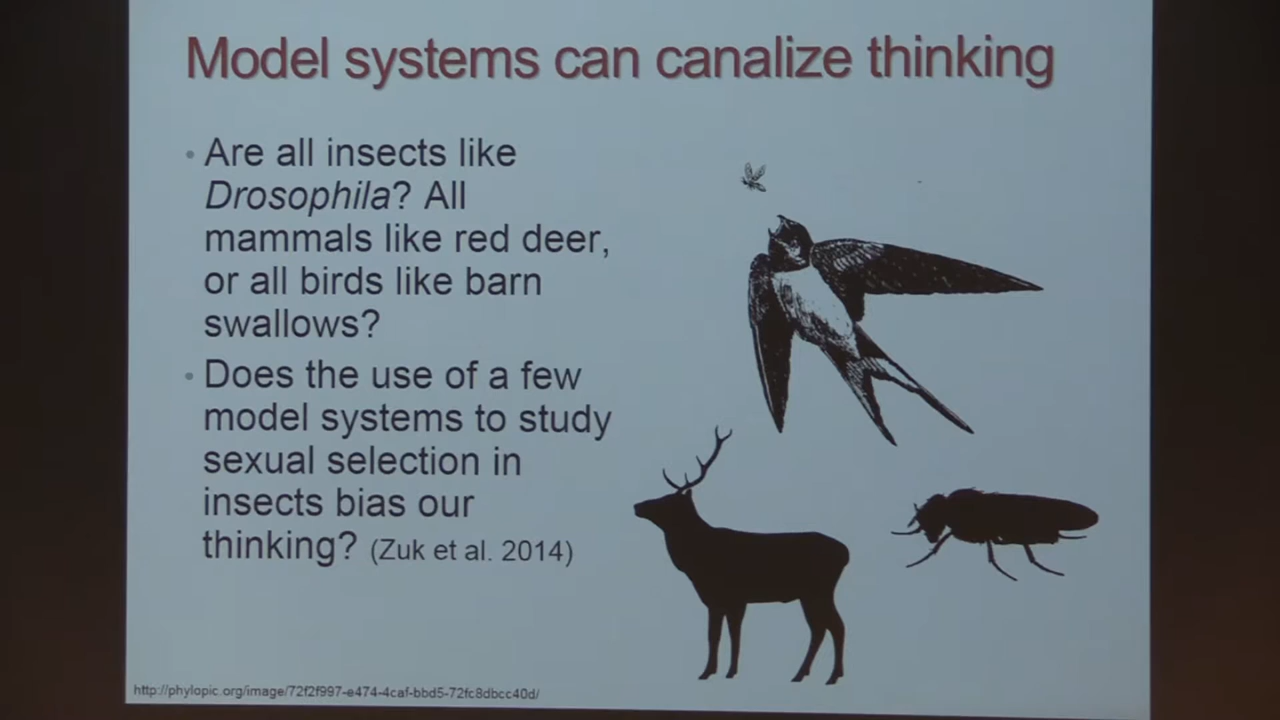 Model systems can canalize thinking
• Are all insects like
Drosophila? All
mammals like red deer,
or all birds like barn
swallows?
• Does the use of a few
model systems to study
sexual selection in
insects bias our
thinking? (Zuk et al. 2014)
http://phylopic.org/image/72f2f997-e474-4caf-bbd5-72fc8dbcc40d/